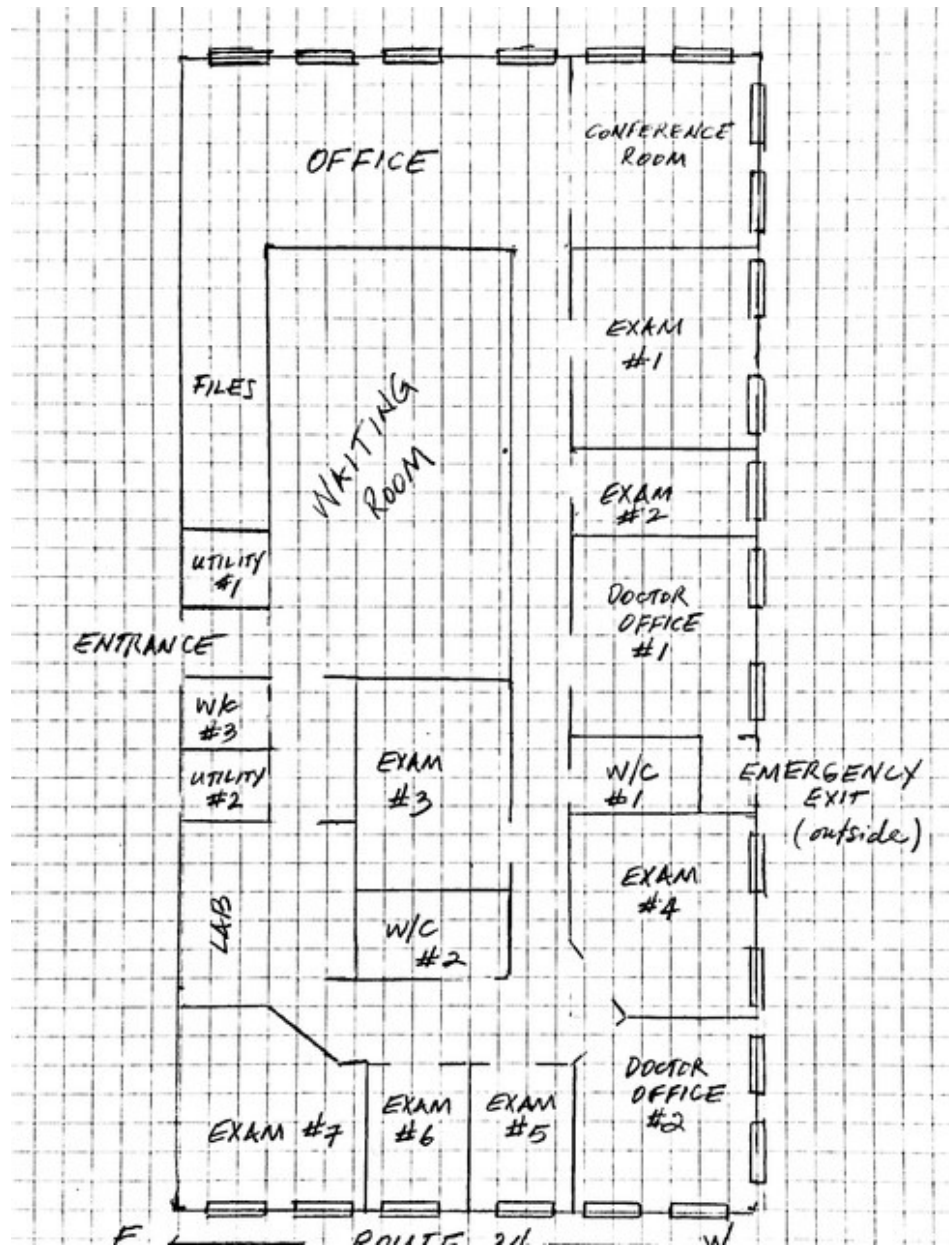 OFFICE
CONFERENCE
ROOM
EXAM
#1
FILES
WAITING
ROOM
EXAM
#2
UTILITY
#1
DOCTOR
OFFICE
#1
ENTRANCE
W/C
#3
EXAM
#3
UTILITY
#2
W/C
#1
EMERGENCY
EXIT
(outside)
EXAM
#4
LAB
W/C
#2
DOCTOR
OFFICE
#2
EXAM #7
EXAM
#6
EXAM
#5
E ROUTE 34 W